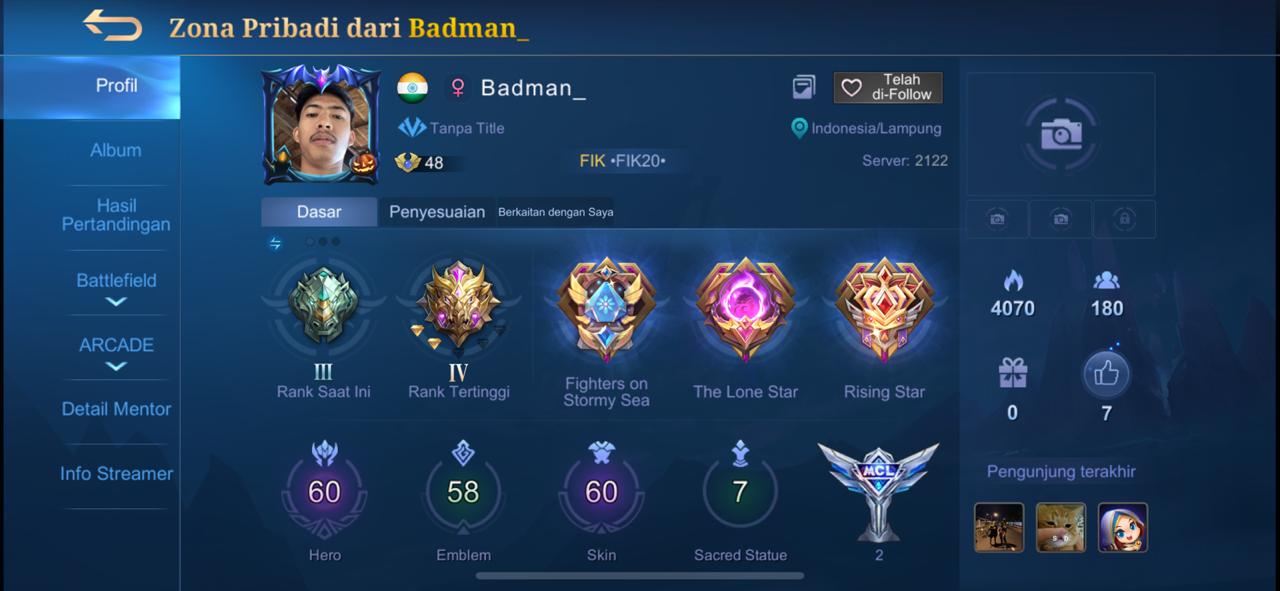 Zona Pribadi dari Badman_
Profil
Album
Hasil
Pertandingan
Battlefield
ARCADE
Detail Mentor
Info Streamer
Badman_
Tanpa Title
48
FIK •FIK20•
Telah
di-Follow
Indonesia/Lampung
Server: 2122
Dasar
Penyesuaian
Berkaitan dengan Saya
III
Rank Saat Ini
IV
Rank Tertinggi
Fighters on
Stormy Sea
The Lone Star
Rising Star
60
Hero
58
Emblem
60
Skin
7
Sacred Statue
MCL
2
4070
180
0
7
Pengunjung terakhir